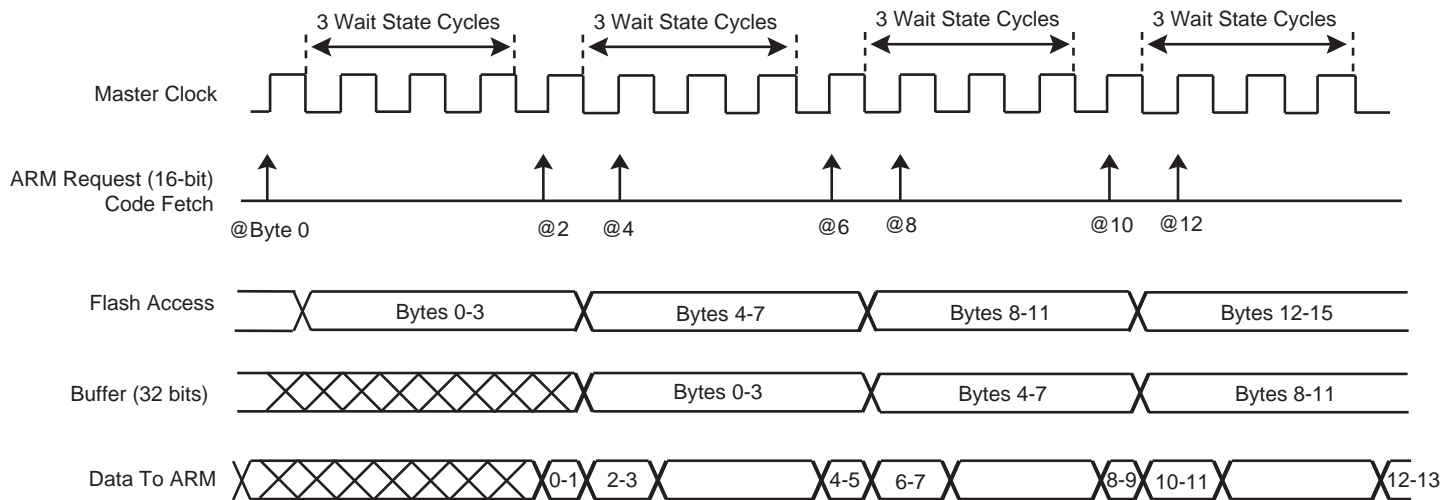 3 Wait State Cycles
3 Wait State Cycles
3 Wait State Cycles
3 Wait State Cycles
Master Clock
ARM Request (16-bit)
Code Fetch
@Byte 0
@2
@4
@6
@8
@10
@12
Flash Access
Bytes 0-3
Bytes 4-7
Bytes 8-11
Bytes 12-15
Buffer (32 bits)
Bytes 0-3
Bytes 4-7
Bytes 8-11
Data To ARM
0-1
2-3
4-5
6-7
8-9
10-11
12-13